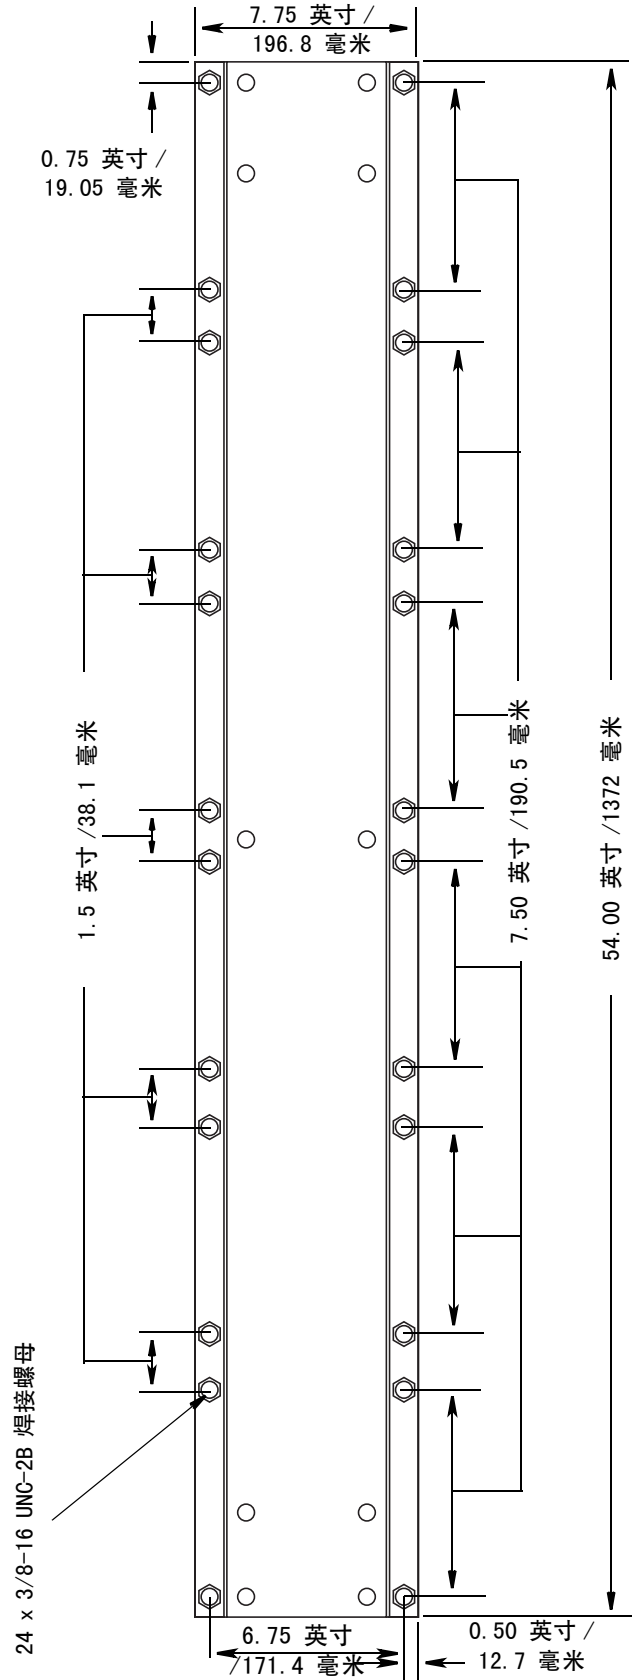 7.75 英寸 /
196.8 毫米
0.75 英寸 /
19.05 毫米
1.5 英寸 /38.1 毫米
7.50 英寸 /190.5 毫米
54.00 英寸 /1372 毫米
24 x 3/8-16 UNC-2B 焊接螺母
6.75 英寸
/171.4 毫米
0.50 英寸 /
12.7 毫米